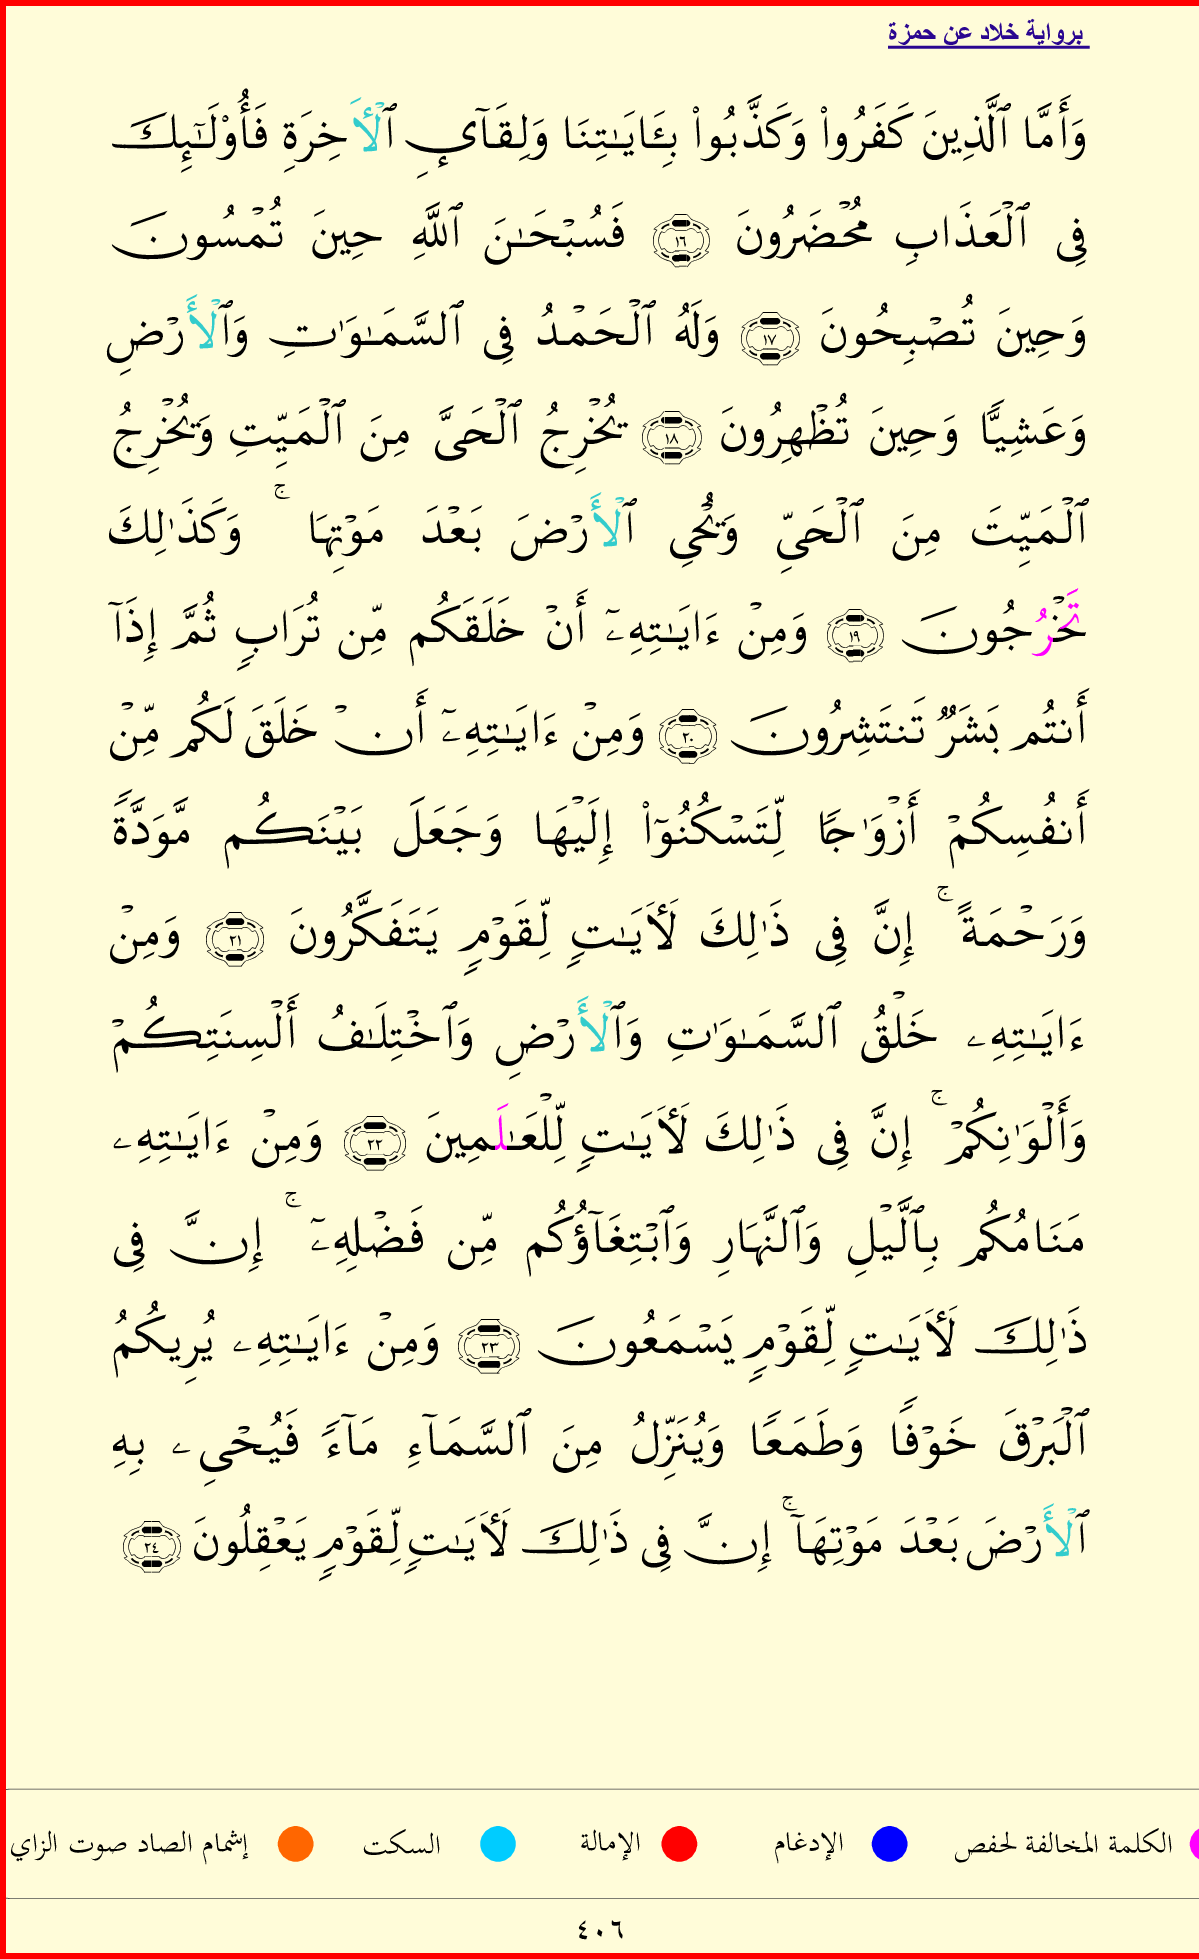 برواية خلاد عن حمزة
وَأَمَّا ٱلَّذِينَ كَفَرُواْ وَكَذَّبُواْ بِـَٔايَـٰتِنَا وَلِقَآيِٕ ٱلْأَخِرَةِ فَأُوْلَـٰٓئِكَ
فِى ٱلْعَذَابِ مُحْضَرُونَ ١٦ فَسُبْحَـٰنَ ٱللَّهِ حِينَ تُمْسُونَ
وَحِينَ تُصْبِحُونَ ١٧ وَلَهُ ٱلْحَمْدُ فِى ٱلسَّمَـٰوَٰتِ وَٱلْأَرْضِ
وَعَشِيًّا وَحِينَ تُظْهِرُونَ ١٨ يُخْرِجُ ٱلْحَىَّ مِنَ ٱلْمَيِّتِ وَيُخْرِجُ
ٱلْمَيِّتَ مِنَ ٱلْحَىِّ وَيُحْىِ ٱلْأَرْضَ بَعْدَ مَوْتِهَا ۚ وَكَذَٰلِكَ
تَخْرُجُونَ ١٩ وَمِنْ ءَايَـٰتِهِۦٓ أَنْ خَلَقَكُم مِّن تُرَابٍ ثُمَّ إِذَآ
أَنتُم بَشَرٌ تَنتَشِرُونَ ٢٠ وَمِنْ ءَايَـٰتِهِۦٓ أَنْ خَلَقَ لَكُم مِّنْ
أَنفُسِكُمْ أَزْوَٰجًا لِّتَسْكُنُوٓاْ إِلَيْهَا وَجَعَلَ بَيْنَكُم مَّوَدَّةً
وَرَحْمَةً ۚ إِنَّ فِى ذَٰلِكَ لَأَيَـٰتٍ لِّقَوْمٍ يَتَفَكَّرُونَ ٢١ وَمِنْ
ءَايَـٰتِهِۦ خَلْقُ ٱلسَّمَـٰوَٰتِ وَٱلْأَرْضِ وَٱخْتِلَـٰفُ أَلْسِنَتِكُمْ
وَأَلْوَٰنِكُمْ ۚ إِنَّ فِى ذَٰلِكَ لَأَيَـٰتٍ لِّلْعَـٰلَمِينَ ٢٢ وَمِنْ ءَايَـٰتِهِۦ
مَنَامُكُم بِٱلَّيْلِ وَٱلنَّهَارِ وَٱبْتِغَآؤُكُم مِّن فَضْلِهِۦٓ ۚ إِنَّ فِى
ذَٰلِكَ لَأَيَـٰتٍ لِّقَوْمٍ يَسْمَعُونَ ٢٣ وَمِنْ ءَايَـٰتِهِۦ يُرِيكُمُ
ٱلْبَرْقَ خَوْفًا وَطَمَعًا وَيُنَزِّلُ مِنَ ٱلسَّمَآءِ مَآءً فَيُحْىِۦ بِهِ
ٱلْأَرْضَ بَعْدَ مَوْتِهَآ ۚ إِنَّ فِى ذَٰلِكَ لَأَيَـٰتٍ لِّقَوْمٍ يَعْقِلُونَ ٢٤
الكلمة المخالفة لحفص الإدغام الإمالة السكت إشمام الصاد صوت الزاي
٤٠٦